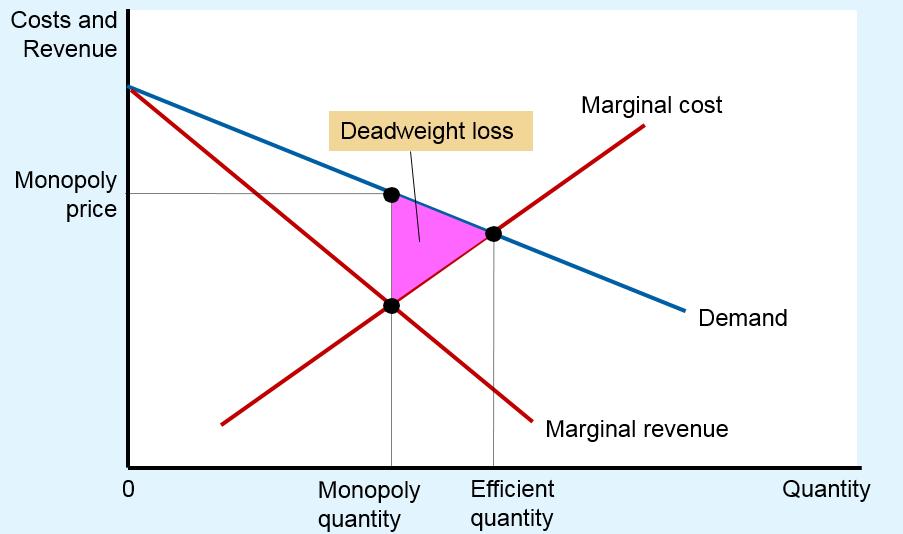 Costs and
Revenue
Marginal cost
Deadweight loss
Monopoly
price
Demand
Marginal revenue
0
Monopoly
quantity
Efficient
quantity
Quantity